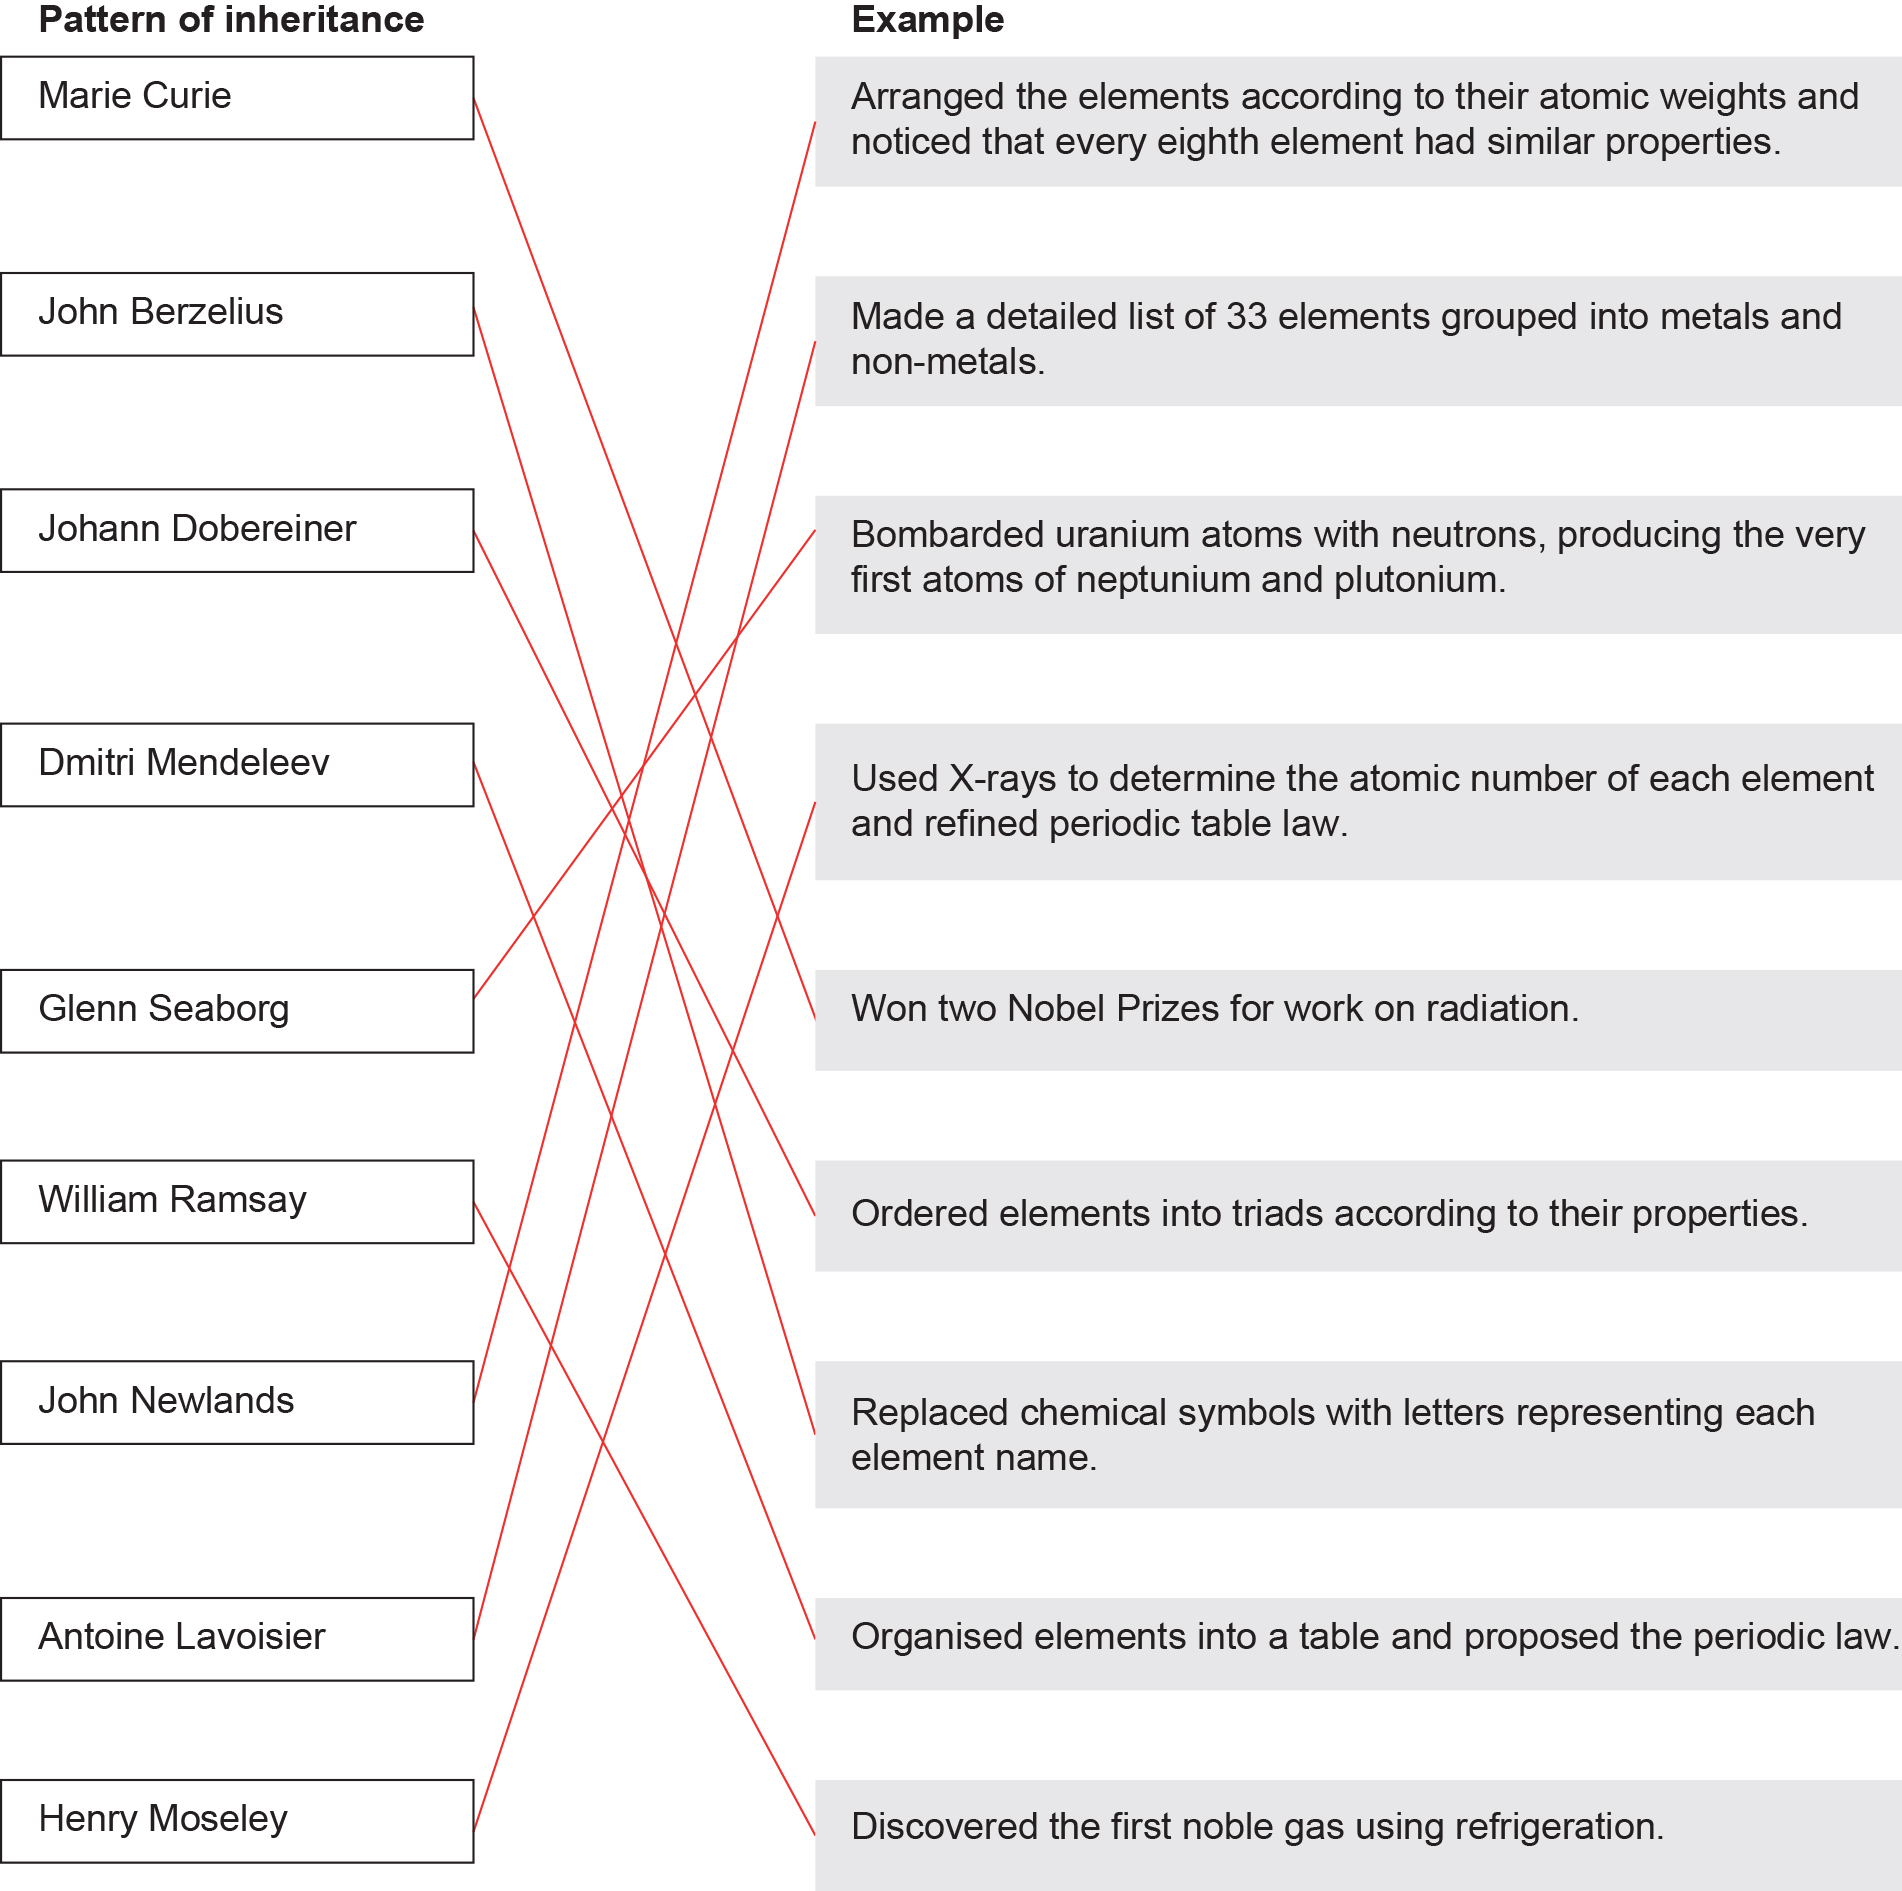 Pattern of inheritance
Example
Marie Curie
Arranged the elements according to their atomic weights and
noticed that every eighth element had similar properties.
John Berzelius
Made a detailed list of 33 elements grouped into metals and
non-metals.
Johann Dobereiner
Bombarded uranium atoms with neutrons, producing the very
first atoms of neptunium and plutonium.
Dmitri Mendeleev
Used X-rays to determine the atomic number of each element
and refined periodic table law.
Glenn Seaborg
Won two Nobel Prizes for work on radiation.
William Ramsay
Ordered elements into triads according to their properties.
John Newlands
Replaced chemical symbols with letters representing each
element name.
Antoine Lavoisier
Organised elements into a table and proposed the periodic law.
Henry Moseley
Discovered the first noble gas using refrigeration.